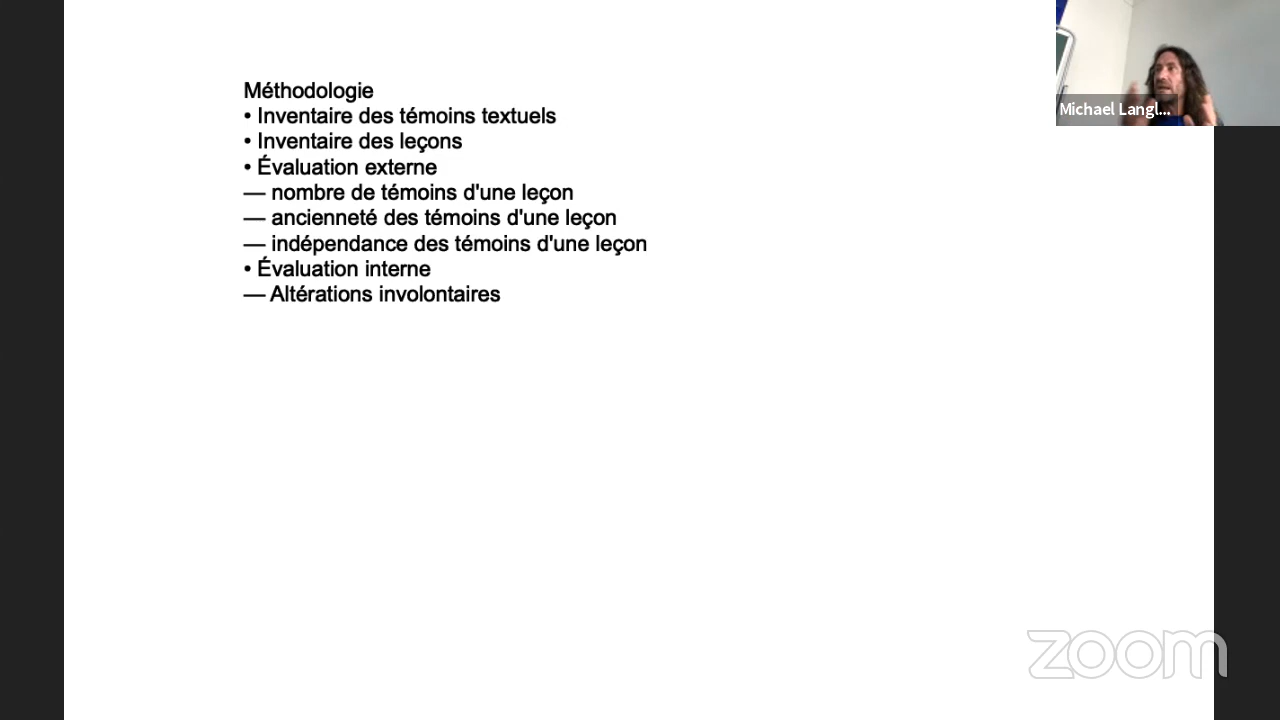 Méthodologie
• Inventaire des témoins textuels
• Inventaire des leçons
• Évaluation externe
— nombre de témoins d'une leçon
— ancienneté des témoins d'une leçon
— indépendance des témoins d'une leçon
• Évaluation interne
— Altérations involontaires
Michael Langl...
zoom